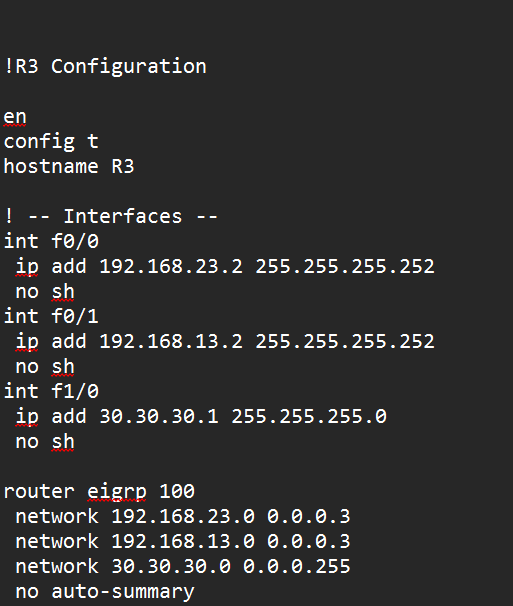 !R3 Configuration
en
config t
hostname R3
! -- Interfaces --
int f0/0
ip add 192.168.23.2 255.255.255.252
no sh
int f0/1
ip add 192.168.13.2 255.255.255.252
no sh
int f1/0
ip add 30.30.30.1 255.255.255.0
no sh
router eigrp 100
network 192.168.23.0 0.0.0.3
network 192.168.13.0 0.0.0.3
network 30.30.30.0 0.0.0.255
no auto-summary